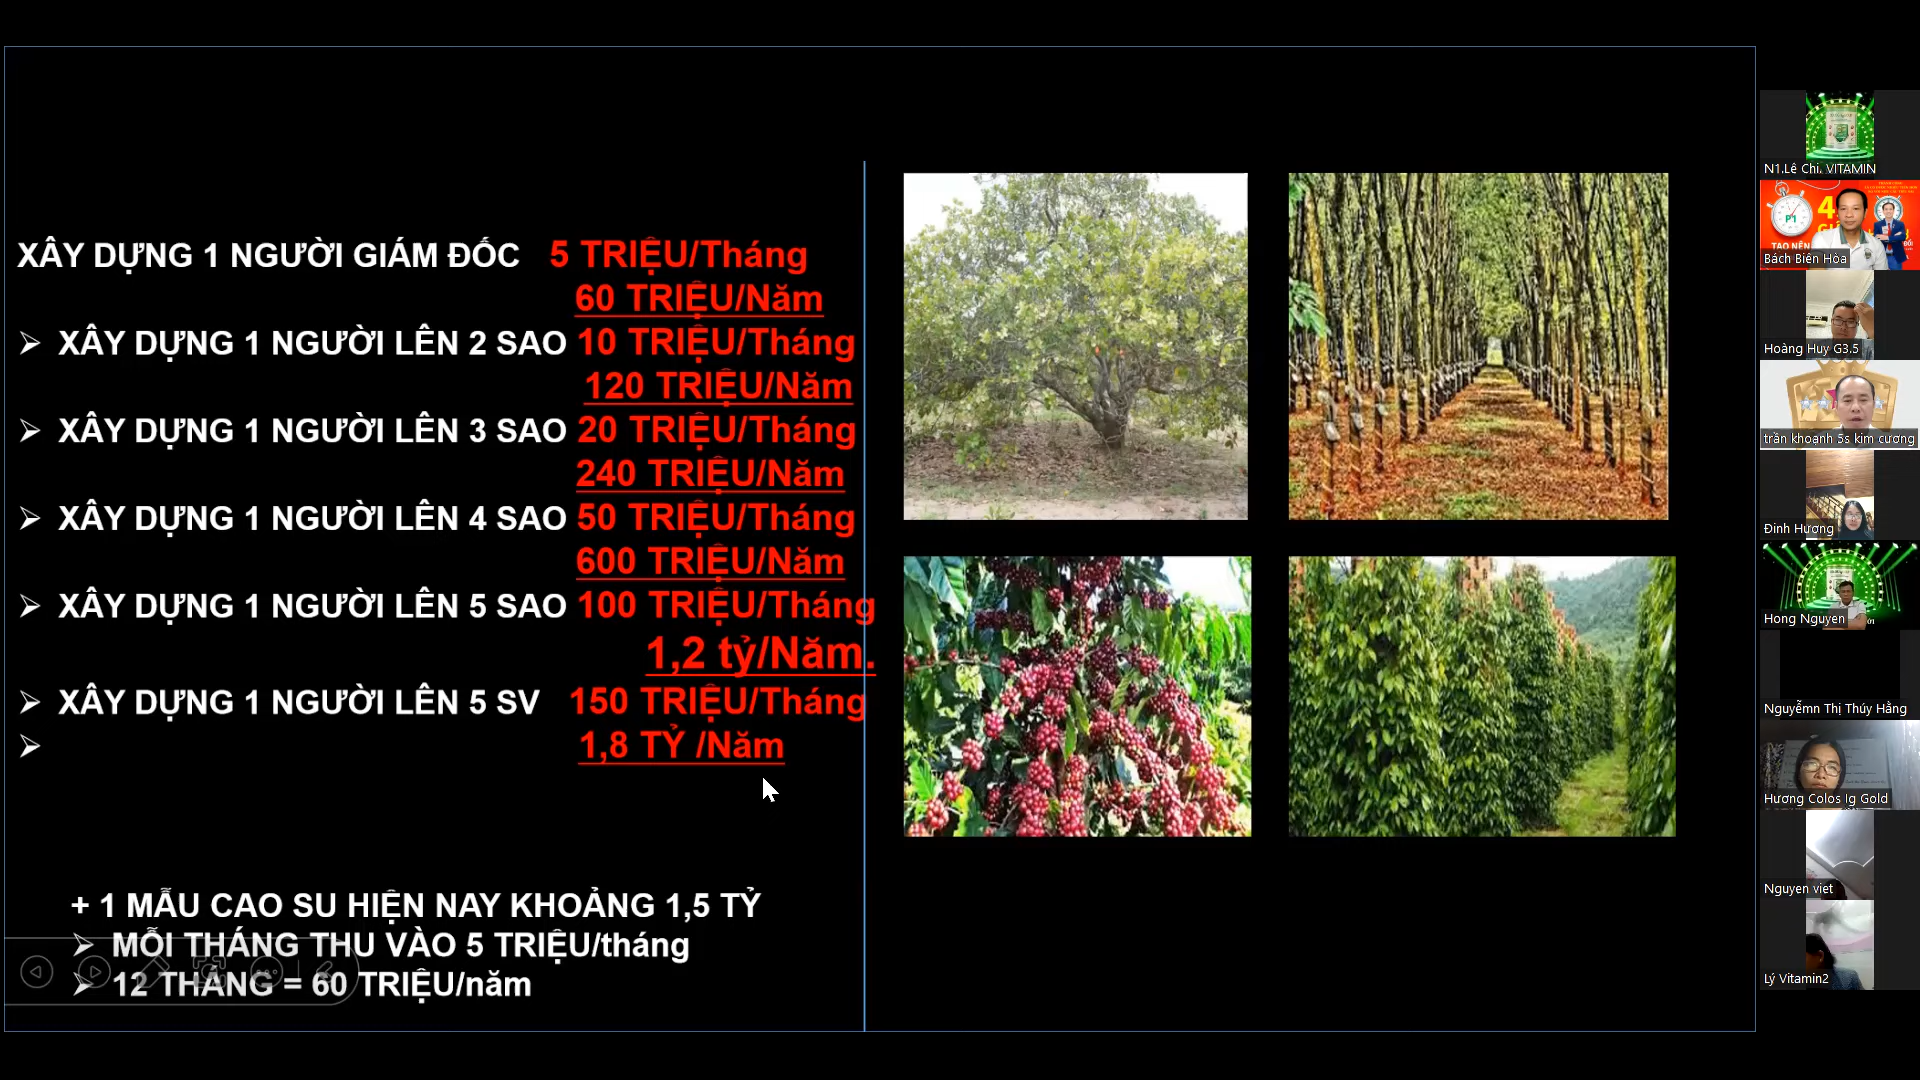 XÂY DỰNG 1 NGƯỜI GIÁM ĐỐC 5 TRIỆU/Tháng
60 TRIỆU/Năm
XÂY DỰNG 1 NGƯỜI LÊN 2 SAO 10 TRIỆU/Tháng
120 TRIỆU/Năm
XÂY DỰNG 1 NGƯỜI LÊN 3 SAO 20 TRIỆU/Tháng
240 TRIỆU/Năm
XÂY DỰNG 1 NGƯỜI LÊN 4 SAO 50 TRIỆU/Tháng
600 TRIỆU/Năm
XÂY DỰNG 1 NGƯỜI LÊN 5 SAO 100 TRIỆU/Tháng
1,2 tỷ/Năm.
XÂY DỰNG 1 NGƯỜI LÊN 5 SV 150 TRIỆU/Tháng
1,8 TỶ /Năm
+ 1 MẪU CAO SU HIỆN NAY KHOẢNG 1,5 TỶ
MỖI THÁNG THU VÀO 5 TRIỆU/tháng
12 THÁNG = 60 TRIỆU/năm
N1.Lê Chi. VITAMIN
P1
TẠO NÊN
Bách Biên Hòa
Hoàng Huy G3.5
trần khoanh 5s kim cương
Đinh Hương
Hong Nguyen
Nguyễmn Thị Thúy Hằng
Hương Colos Ig Gold
Nguyen viet
Lý Vitamin2